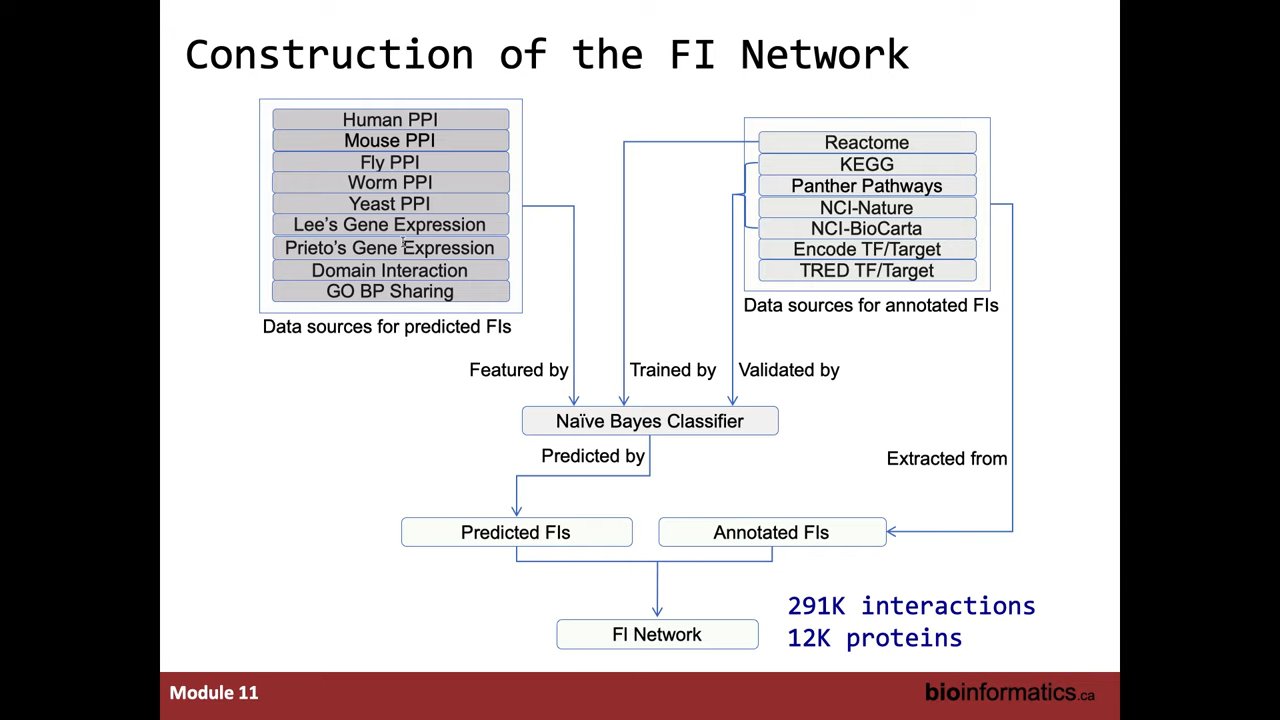 Construction of the FI Network
Human PPI
Mouse PPI
Fly PPI
Worm PPI
Yeast PPI
Lee's Gene Expression
Prieto's Gene Expression
Domain Interaction
GO BP Sharing
Data sources for predicted FIs
Reactome
KEGG
Panther Pathways
NCI-Nature
NCI-BioCarta
Encode TF/Target
TRED TF/Target
Data sources for annotated FIs
Featured by
Trained by
Validated by
Naïve Bayes Classifier
Predicted by
Extracted from
Predicted FIs
Annotated FIs
FI Network
291K interactions
12K proteins
Module 11
bioinformatics.ca